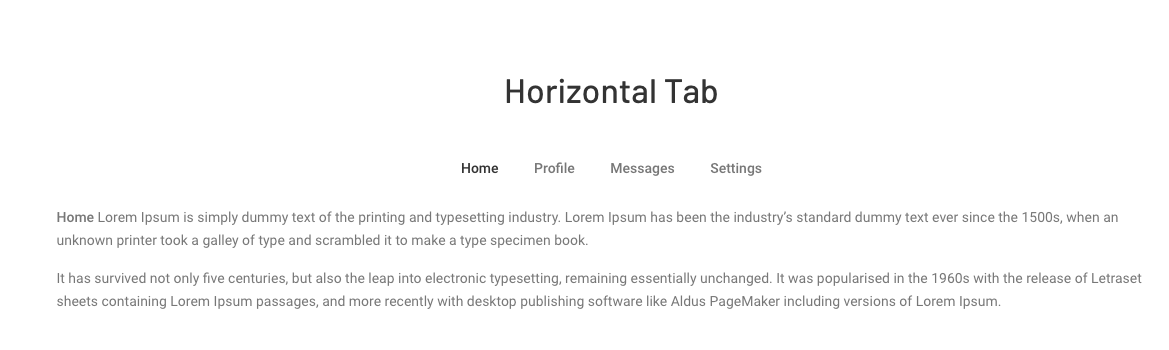 Horizontal Tab
Home Profile Messages Settings
Home Lorem Ipsum is simply dummy text of the printing and typesetting industry. Lorem Ipsum has been the industry’s standard dummy text ever since the 1500s, when an
unknown printer took a galley of type and scrambled it to make a type specimen book.
It has survived not only five centuries, but also the leap into electronic typesetting, remaining essentially unchanged. It was popularised in the 1960s with the release of Letraset
sheets containing Lorem Ipsum passages, and more recently with desktop publishing software like Aldus PageMaker including versions of Lorem Ipsum.